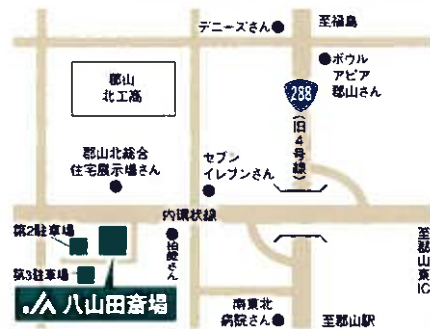 デニーズさん
至福島
ボウル
アピア
郡山さん
郡山
北工高
288
(旧4号線)
郡山北総合
住宅展示場さん
セブン
イレブンさん
内環状線
第2駐車場
第3駐車場
柏屋さん
至郡山東IC
JA 八山田斎場
南東北
病院さん
至郡山駅